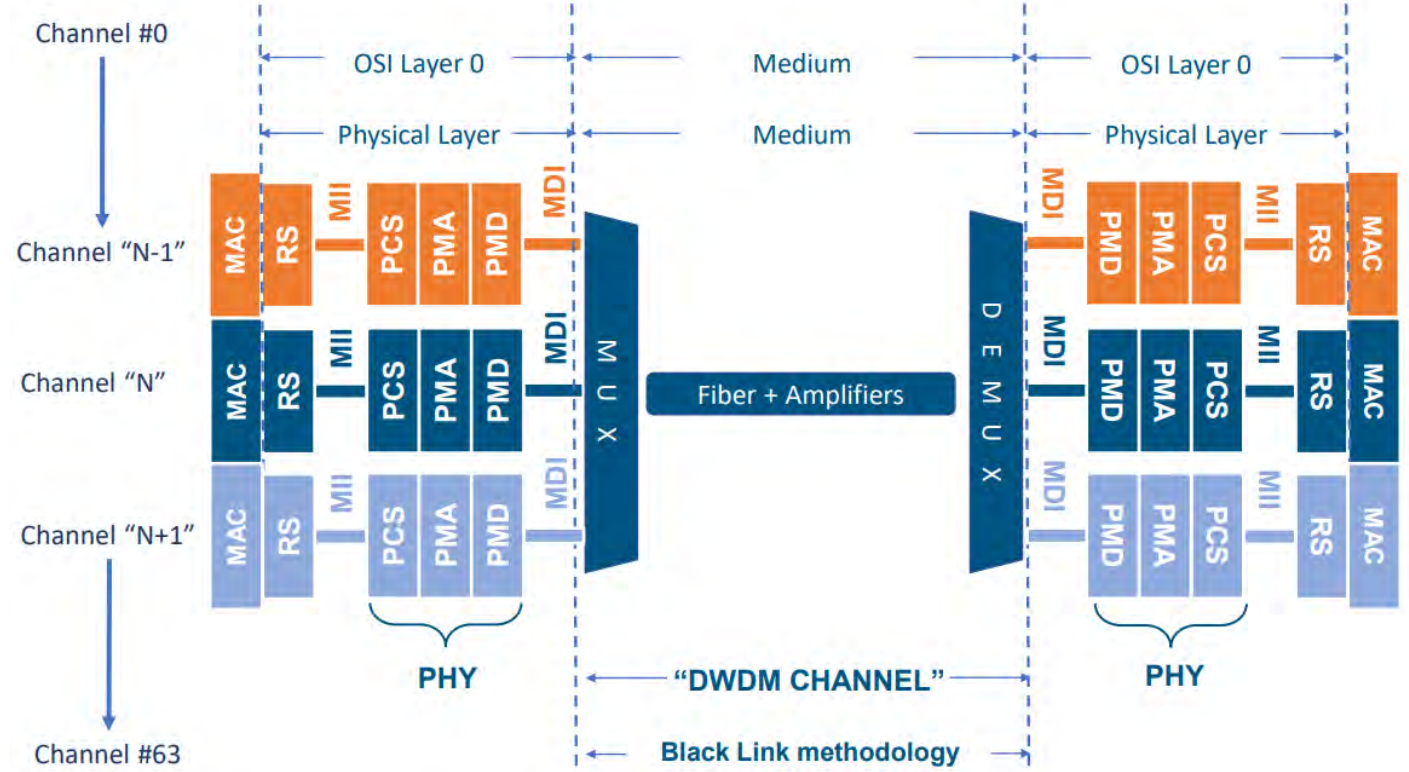 Channel #0
OSI Layer 0
Medium
OSI Layer 0
Physical Layer
Medium
Physical Layer
Channel “N-1”
MAC
RS
MII
PCS
PMA
PMD
MDI
MDI
PMD
PMA
PCS
MII
RS
MAC
Channel “N”
MAC
RS
MII
PCS
PMA
PMD
MDI
MUX
Fiber + Amplifiers
DEMUX
MDI
PMD
PMA
PCS
MII
RS
MAC
Channel “N+1”
MAC
RS
MII
PCS
PMA
PMD
MDI
MDI
PMD
PMA
PCS
MII
RS
MAC
PHY
“DWDM CHANNEL”
PHY
Channel #63
Black Link methodology